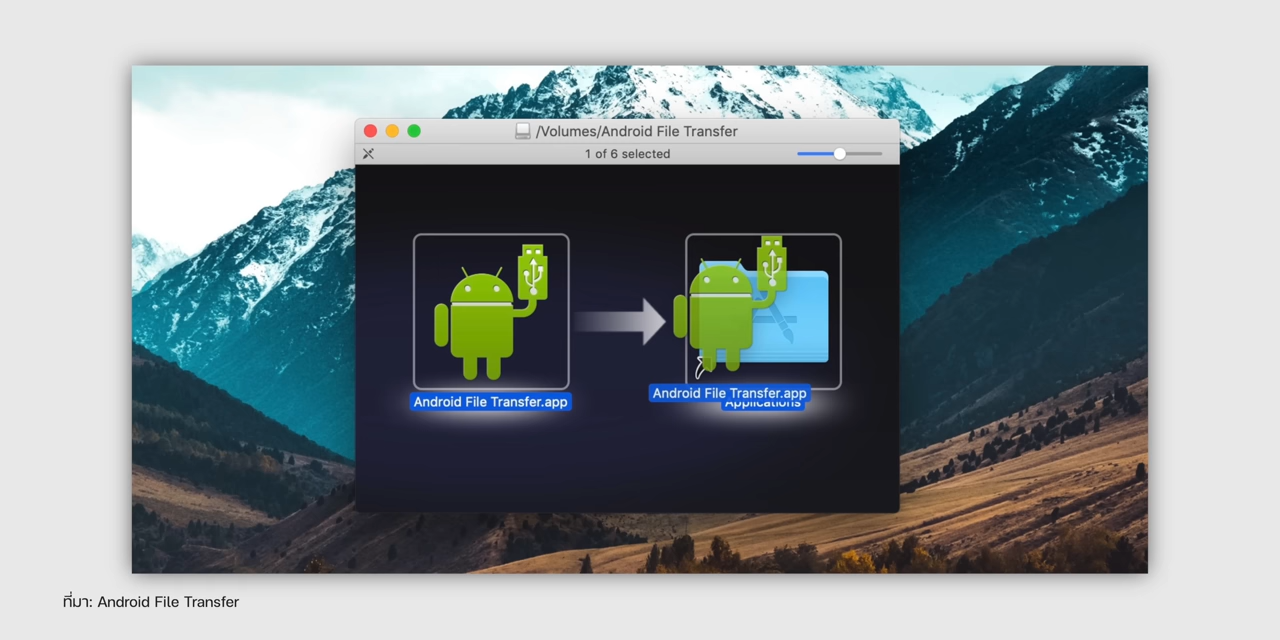 /Volumes/Android File Transfer
1 of 6 selected
Android File Transfer.app
Android File Transfer.app
Applications
ที่มา: Android File Transfer